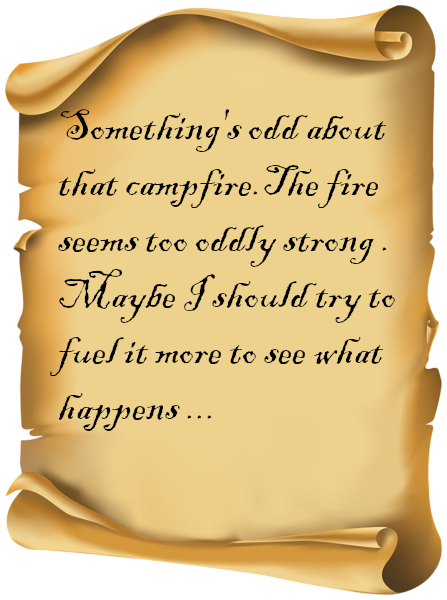 Something's odd about
that campfire. The fire
seems too oddly strong .
Maybe I should try to
fuel it more to see what
happens ...